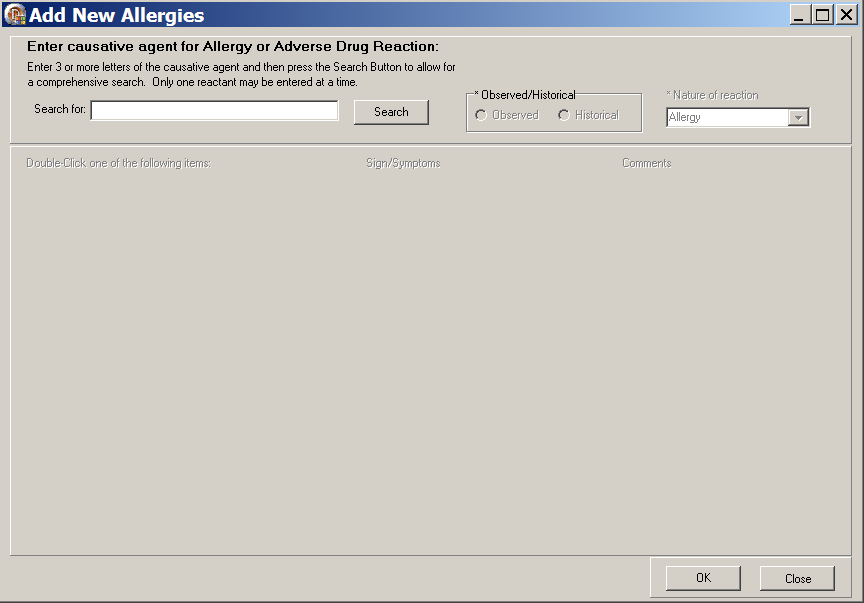 Add New Allergies
Enter causative agent for Allergy or Adverse Drug Reaction:
Enter 3 or more letters of the causative agent and then press the Search Button to allow for
a comprehensive search.  Only one reactant may be entered at a time.
Search for:
Search
* Observed/Historical
Observed
Historical
* Nature of reaction
Allergy
Double-Click one of the following items:
Sign/Symptoms
Comments
OK
Close